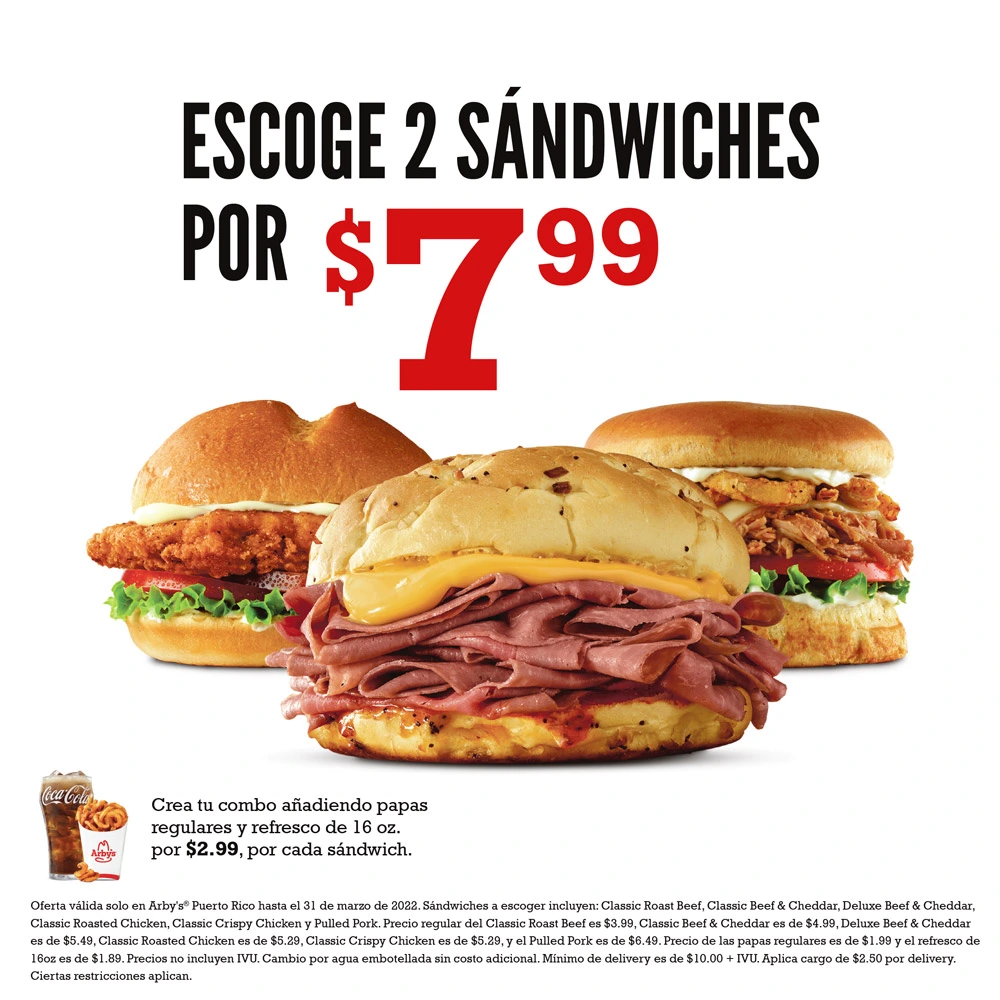 ESCOGE 2 SÁNDWICHES
POR $7.99
Coca-Cola
Arby's
Crea tu combo añadiendo papas
regulares y refresco de 16 oz.
por $2.99, por cada sándwich.
Oferta válida solo en Arby's® Puerto Rico hasta el 31 de marzo de 2022. Sándwiches a escoger incluyen: Classic Roast Beef, Classic Beef & Cheddar, Deluxe Beef & Cheddar,
Classic Roasted Chicken, Classic Crispy Chicken y Pulled Pork. Precio regular del Classic Roast Beef es $3.99, Classic Beef & Cheddar es de $4.99, Deluxe Beef & Cheddar
es de $5.49, Classic Roasted Chicken es de $5.29, Classic Crispy Chicken es de $5.29, y el Pulled Pork es de $6.49. Precio de las papas regulares es de $1.99 y el refresco de
16oz es de $1.89. Precios no incluyen IVU. Cambio por agua embotellada sin costo adicional. Mínimo de delivery es de $10.00 + IVU. Aplica cargo de $2.50 por delivery.
Ciertas restricciones aplican.